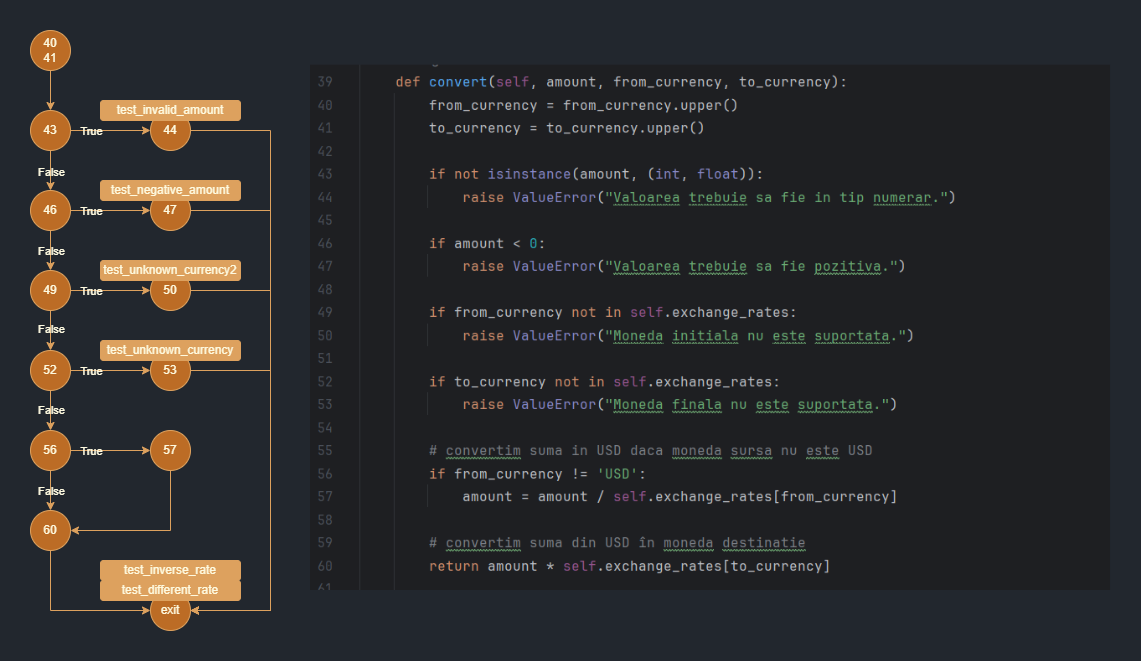 40
41
test_invalid_amount
43
True
44
False
test_negative_amount
46
True
47
False
test_unknown_currency2
49
True
50
False
test_unknown_currency
52
True
53
False
56
True
57
False
60
test_inverse_rate
test_different_rate
exit
39 def convert(self, amount, from_currency, to_currency):
40 from_currency = from_currency.upper()
41 to_currency = to_currency.upper()
42
43 if not isinstance(amount, (int, float)):
44 raise ValueError("Valoarea trebuie sa fie in tip numerar.")
45
46 if amount < 0:
47 raise ValueError("Valoarea trebuie sa fie pozitiva.")
48
49 if from_currency not in self.exchange_rates:
50 raise ValueError("Moneda initiala nu este suportata.")
51
52 if to_currency not in self.exchange_rates:
53 raise ValueError("Moneda finala nu este suportata.")
54
55 # convertim suma in USD daca moneda sursa nu este USD
56 if from_currency != 'USD':
57 amount = amount / self.exchange_rates[from_currency]
58
59 # convertim suma din USD în moneda destinatie
60 return amount * self.exchange_rates[to_currency]
61